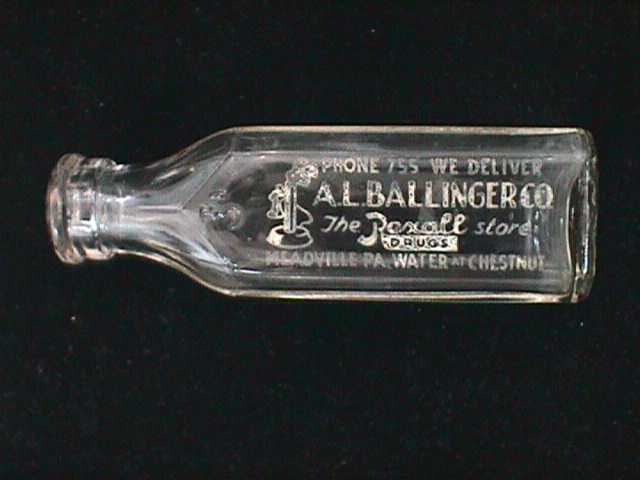 PHONE 755 WE DELIVER
A.L.BALLINGER CO
The Rexall store
DRUGS
MEADVILLE PA. WATER AT CHESTNUT